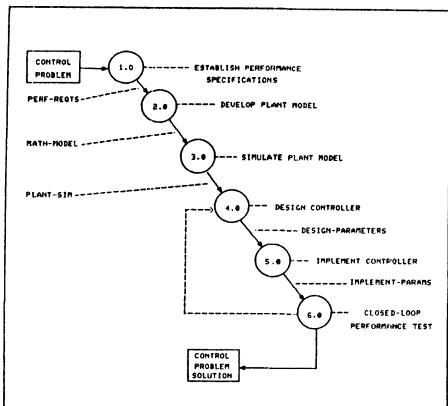 CONTROL
PROBLEM
1.0
ESTABLISH PERFORMANCE
SPECIFICATIONS
PERF-REQTS
2.0
DEVELOP PLANT MODEL
MATH-MODEL
3.0
SIMULATE PLANT MODEL
PLANT-SIM
4.0
DESIGN CONTROLLER
DESIGN-PARAMETERS
5.0
IMPLEMENT CONTROLLER
IMPLEMENT-PARAMS
6.0
CLOSED-LOOP
PERFORMANCE TEST
CONTROL
PROBLEM
SOLUTION